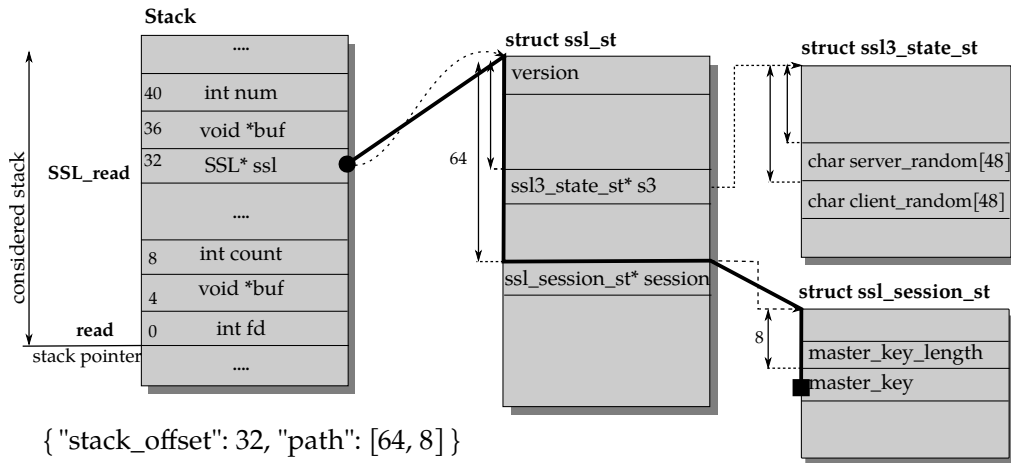 Stack
....
40 int num
36 void *buf
32 SSL* ssl
SSL_read
....
8 int count
4 void *buf
read
0 int fd
stack pointer
....
considered stack
struct ssl_st
version
64
ssl3_state_st* s3
ssl_session_st* session
struct ssl3_state_st
char server_random[48]
char client_random[48]
struct ssl_session_st
8
master_key_length
master_key
{ "stack_offset": 32, "path": [64, 8] }